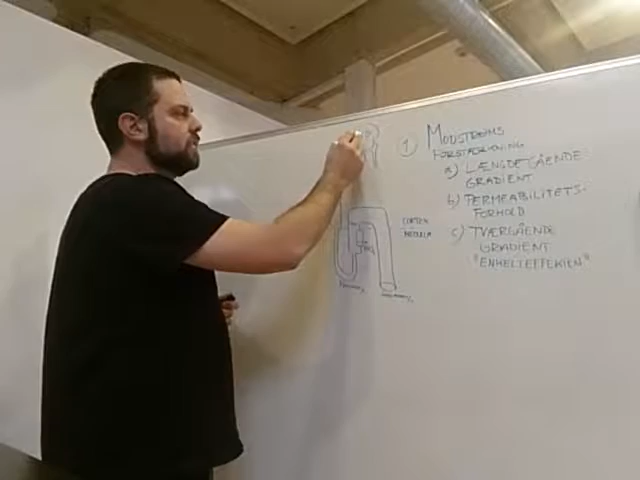 1 MODSTRØMS
FORSTÆRKNING
a) LÆNGDEGÅENDE
GRADIENT
b) PERMEABILITETS-
FORHOLD
c) TVÆRGÅENDE
GRADIENT
"ENKELTEFFEKTEN"
CORTEX
MEDULLA